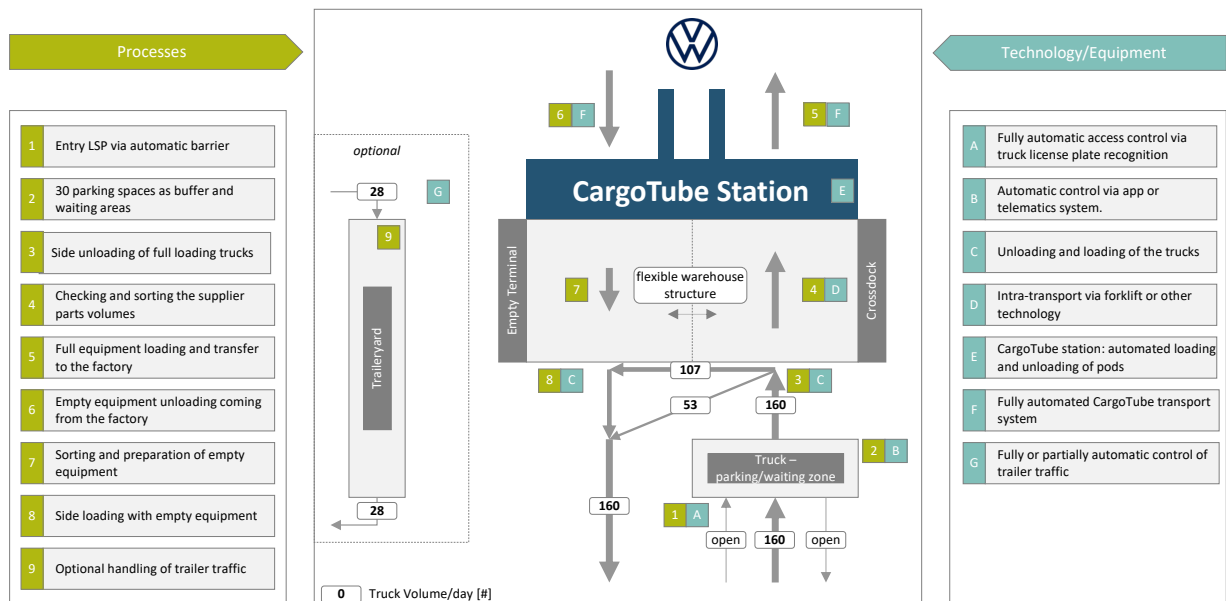 Processes
1
Entry LSP via automatic barrier
2
30 parking spaces as buffer and
waiting areas
3
Side unloading of full loading trucks
4
Checking and sorting the supplier
parts volumes
5
Full equipment loading and transfer
to the factory
6
Empty equipment unloading coming
from the factory
7
Sorting and preparation of empty
equipment
8
Side loading with empty equipment
9
Optional handling of trailer traffic
optional
28
G
9
Traileryard
28
6 F
5 F
CargoTube Station
E
Empty Terminal
7
flexible warehouse
structure
4 D
Crossdock
8 C
107
3 C
53
160
Truck –
parking/waiting zone
2 B
160
1 A
open
160
open
0 Truck Volume/day [#]
Technology/Equipment
A
Fully automatic access control via
truck license plate recognition
B
Automatic control via app or
telematics system.
C
Unloading and loading of the trucks
D
Intra-transport via forklift or other
technology
E
CargoTube station: automated loading
and unloading of pods
F
Fully automated CargoTube transport
system
G
Fully or partially automatic control of
trailer traffic